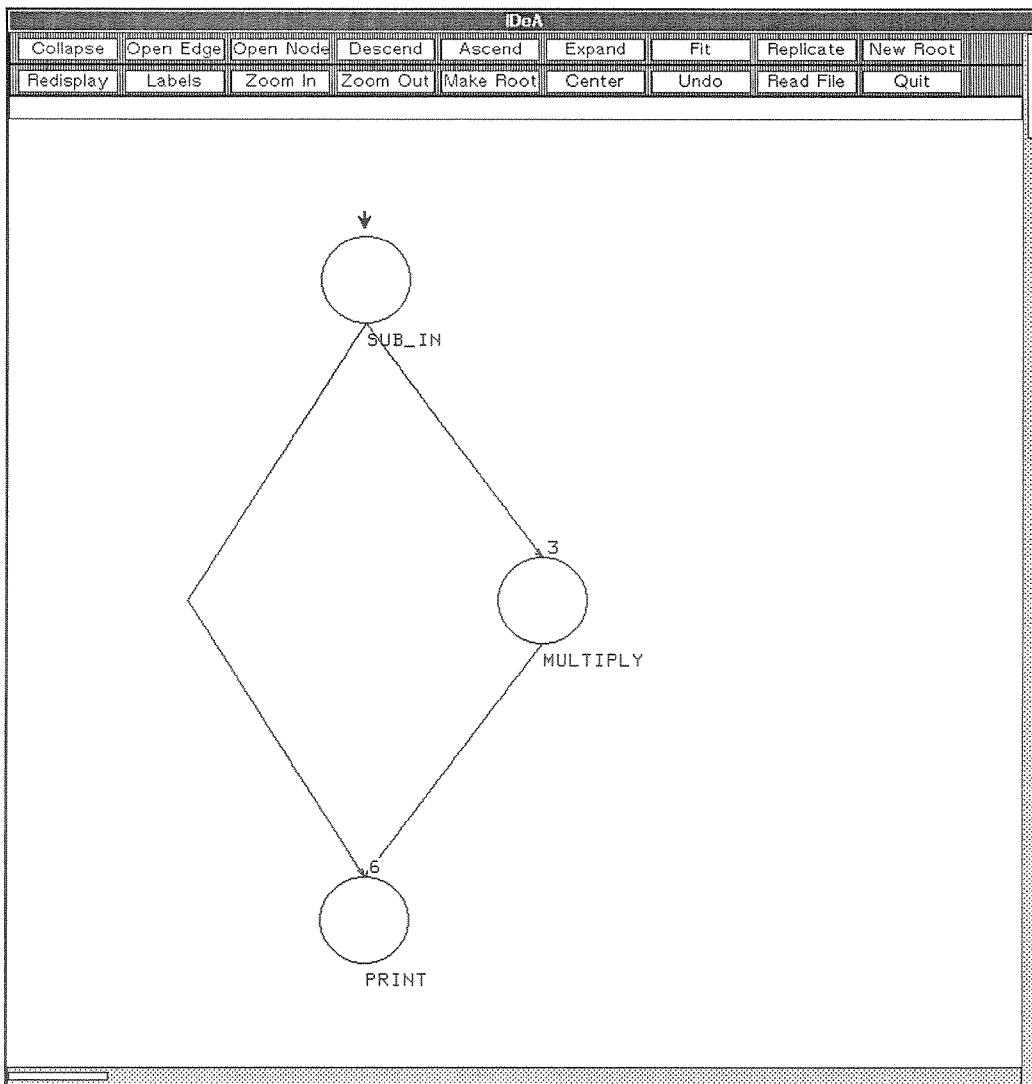 IDeA
Collapse Open Edge Open Node Descend Ascend Expand Fit Replicate New Root
Redisplay Labels Zoom In Zoom Out Make Root Center Undo Read File Quit
SUB_IN
3
MULTIPLY
6
PRINT